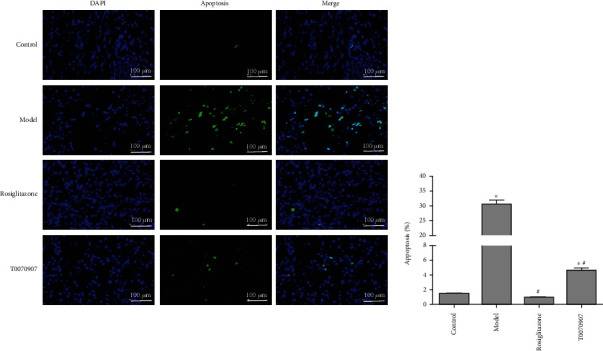 DAPI Apoptosis Merge
Control
100 µm 100 µm 100 µm
Model
100 µm 100 µm 100 µm
Rosiglitazone
100 µm 100 µm 100 µm
T0070907
100 µm 100 µm 100 µm
Appoptosis (%)
40
35
30
25
20
8
6
4
2
0
*
#
* #
Control
Model
Rosiglitazone
T0070907